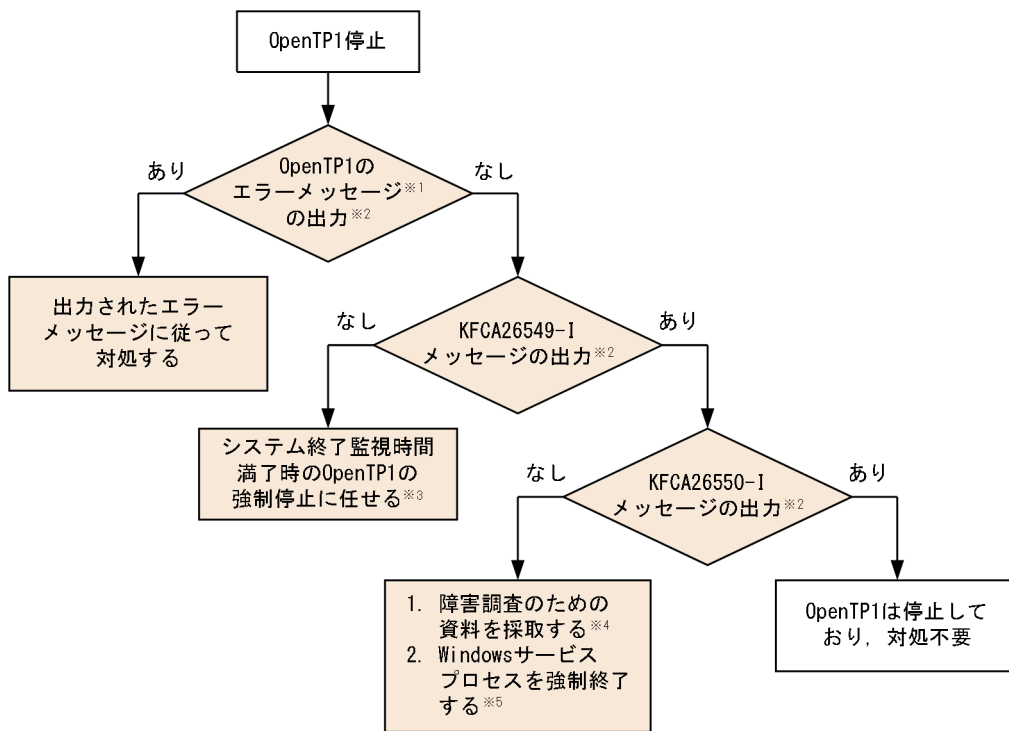 OpenTP1停止
あり
OpenTP1の
エラーメッセージ※1
の出力※2
なし
出力されたエラー
メッセージに従って
対処する
なし
KFCA26549-I
メッセージの出力※2
あり
システム終了監視時間
満了時のOpenTP1の
強制停止に任せる※3
なし
KFCA26550-I
メッセージの出力※2
あり
1. 障害調査のための
資料を採取する※4
2. Windowsサービス
プロセスを強制終了
する※5
OpenTP1は停止して
おり，対処不要